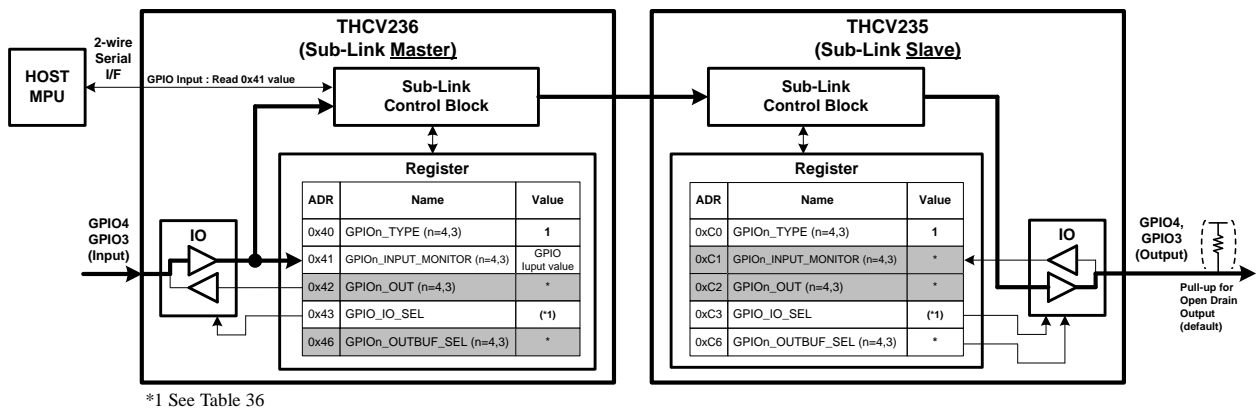 THCV236
(Sub-Link Master)
THCV235
(Sub-Link Slave)
2-wire
Serial
I/F
HOST
MPU
GPIO Input : Read 0x41 value
Sub-Link
Control Block
Sub-Link
Control Block
Register
ADR Name Value
0x40 GPIOn_TYPE (n=4,3) 1
0x41 GPIOn_INPUT_MONITOR (n=4,3) GPIO
Iuput value
0x42 GPIOn_OUT (n=4,3) *
0x43 GPIO_IO_SEL (*1)
0x46 GPIOn_OUTBUF_SEL (n=4,3) *
GPIO4
GPIO3
(Input)
IO
Register
ADR Name Value
0xC0 GPIOn_TYPE (n=4,3) 1
0xC1 GPIOn_INPUT_MONITOR (n=4,3) *
0xC2 GPIOn_OUT (n=4,3) *
0xC3 GPIO_IO_SEL (*1)
0xC6 GPIOn_OUTBUF_SEL (n=4,3) *
IO
GPIO4,
GPIO3
(Output)
Pull-up for
Open Drain
Output
(default)
*1 See Table 36